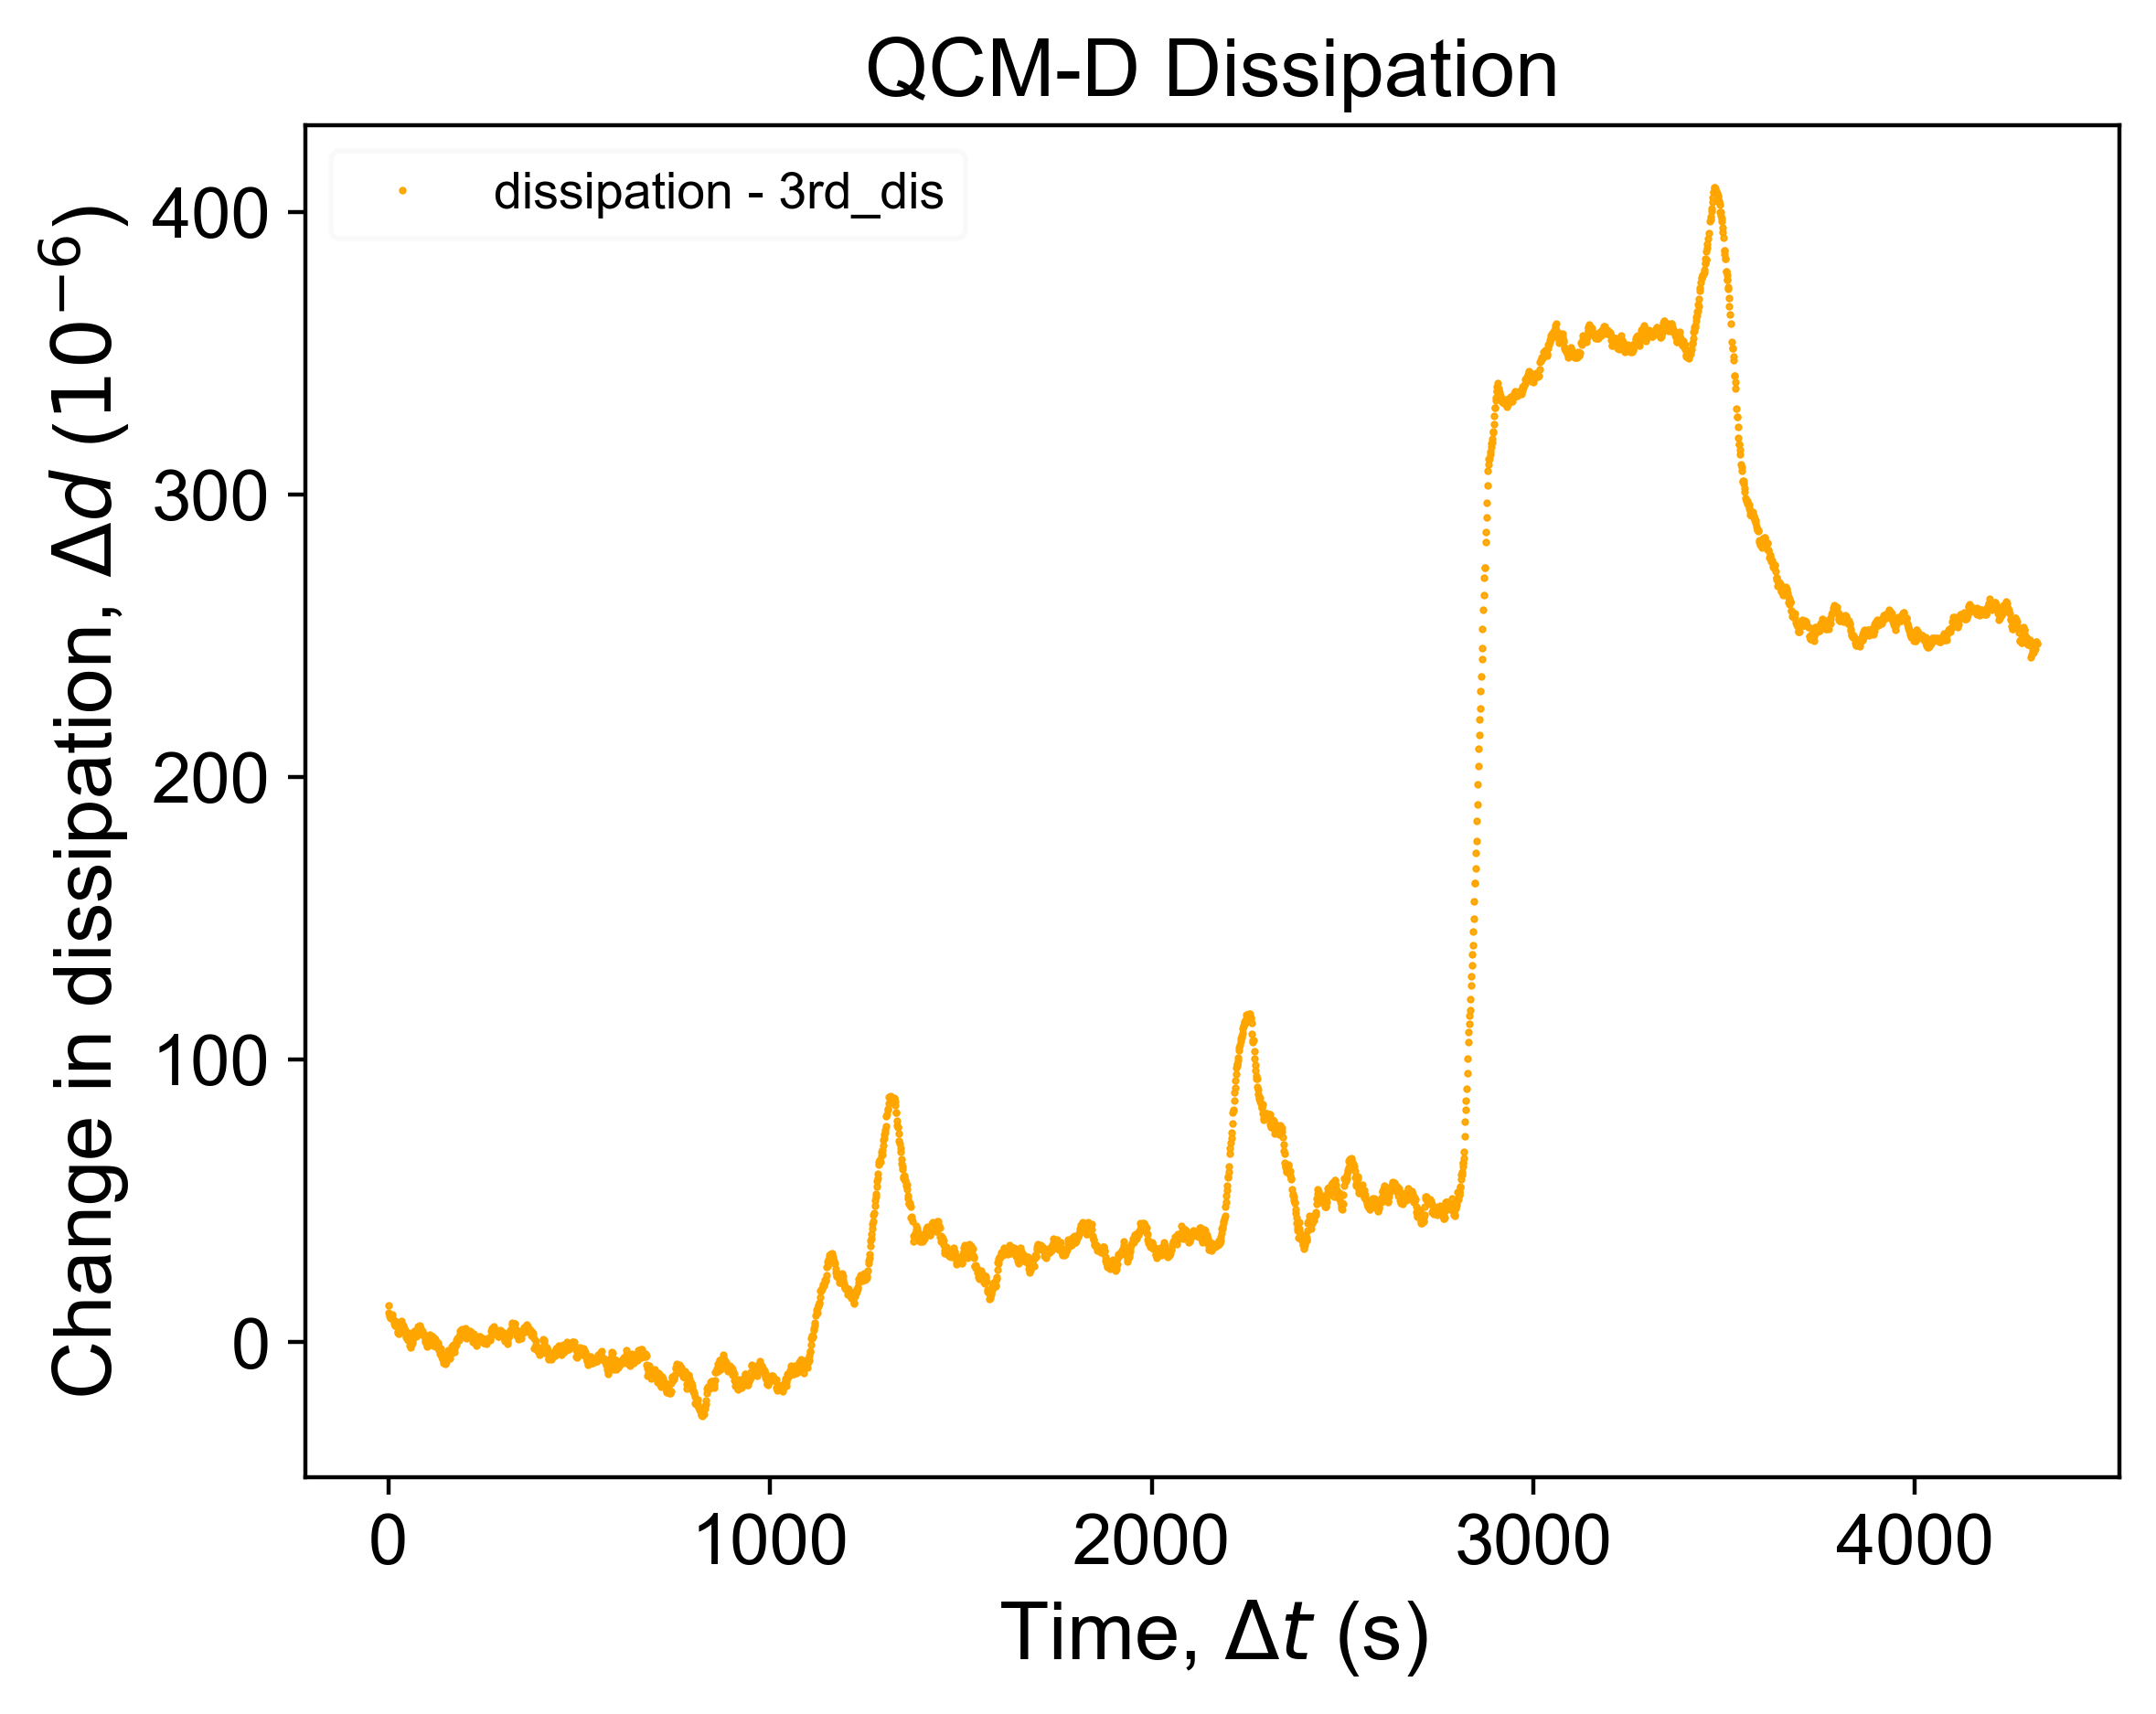 QCM-D Dissipation
dissipation - 3rd_dis
Change in dissipation, Δd (10⁻⁶)
400
300
200
100
0
0 1000 2000 3000 4000
Time, Δt (s)